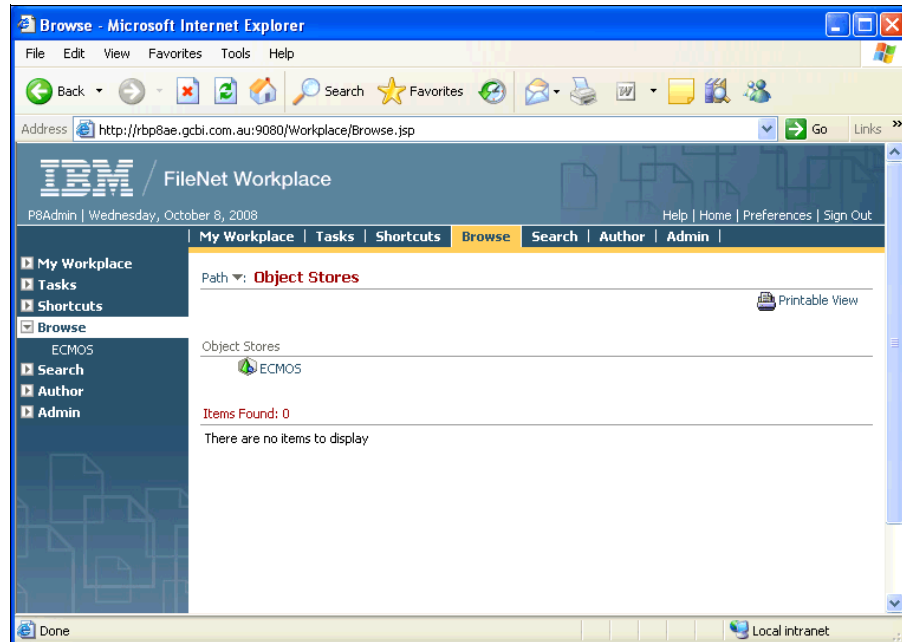 Browse - Microsoft Internet Explorer
File Edit View Favorites Tools Help
Back Search Favorites
Address http://rbp8ae.gcbi.com.au:9080/Workplace/Browse.jsp Go Links »
IBM / FileNet Workplace
P8Admin | Wednesday, October 8, 2008 Help | Home | Preferences | Sign Out
| My Workplace | Tasks | Shortcuts Browse Search | Author | Admin |
My Workplace
Tasks
Shortcuts
Browse
ECMOS
Search
Author
Admin
Path : Object Stores
Printable View
Object Stores
ECMOS
Items Found: 0
There are no items to display
Done Local intranet